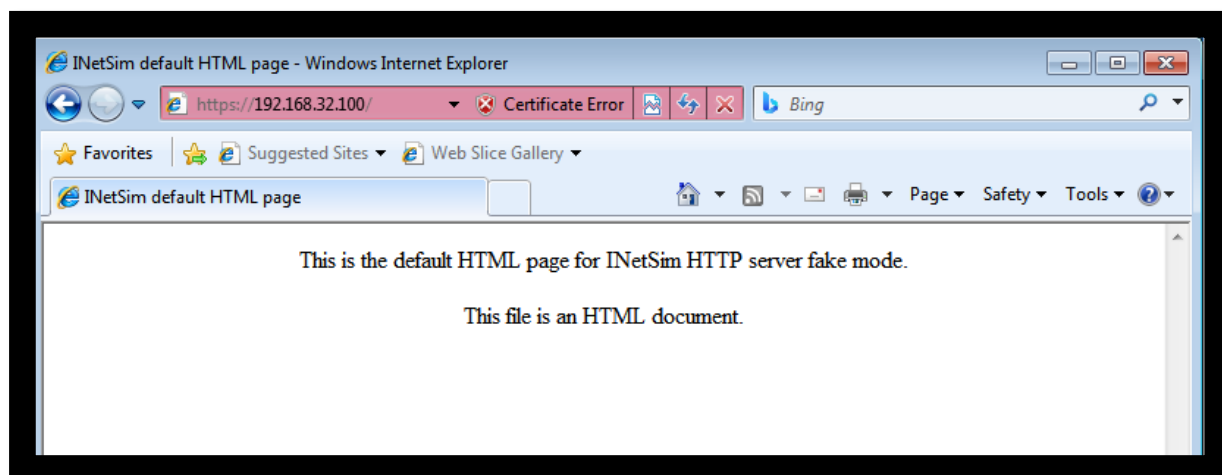 INetSim default HTML page - Windows Internet Explorer
https://192.168.32.100/ Certificate Error Bing
Favorites Suggested Sites Web Slice Gallery
INetSim default HTML page Page Safety Tools
This is the default HTML page for INetSim HTTP server fake mode.
This file is an HTML document.